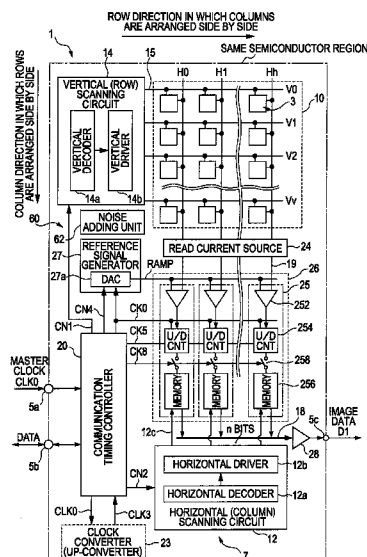 ROW DIRECTION IN WHICH COLUMNS
ARE ARRANGED SIDE BY SIDE
1
SAME SEMICONDUCTOR REGION
COLUMN DIRECTION IN WHICH ROWS
ARE ARRANGED SIDE BY SIDE
14
15
H0
H1
Hh
VERTICAL (ROW)
SCANNING
CIRCUIT
VERTICAL DECODER
VERTICAL DRIVER
14a
14b
V0
3
10
V1
V2
Vv
60
62
NOISE
ADDING UNIT
27
REFERENCE
SIGNAL
GENERATOR
27a
DAC
RAMP
READ CURRENT SOURCE
24
19
26
25
252
CN4
CN1
CK0
CK5
CK8
20
U/D
CNT
U/D
CNT
U/D
CNT
254
258
MEMORY
MEMORY
MEMORY
256
MASTER
CLOCK
CLK0
5a
DATA
5b
COMMUNICATION
TIMING CONTROLLER
12c
n BITS
18
5c
IMAGE
DATA
D1
28
CN2
HORIZONTAL DRIVER
12b
HORIZONTAL DECODER
12a
HORIZONTAL (COLUMN)
SCANNING CIRCUIT
12
7
CLK0
CLK3
CLOCK
CONVERTER
(UP-CONVERTER)
23